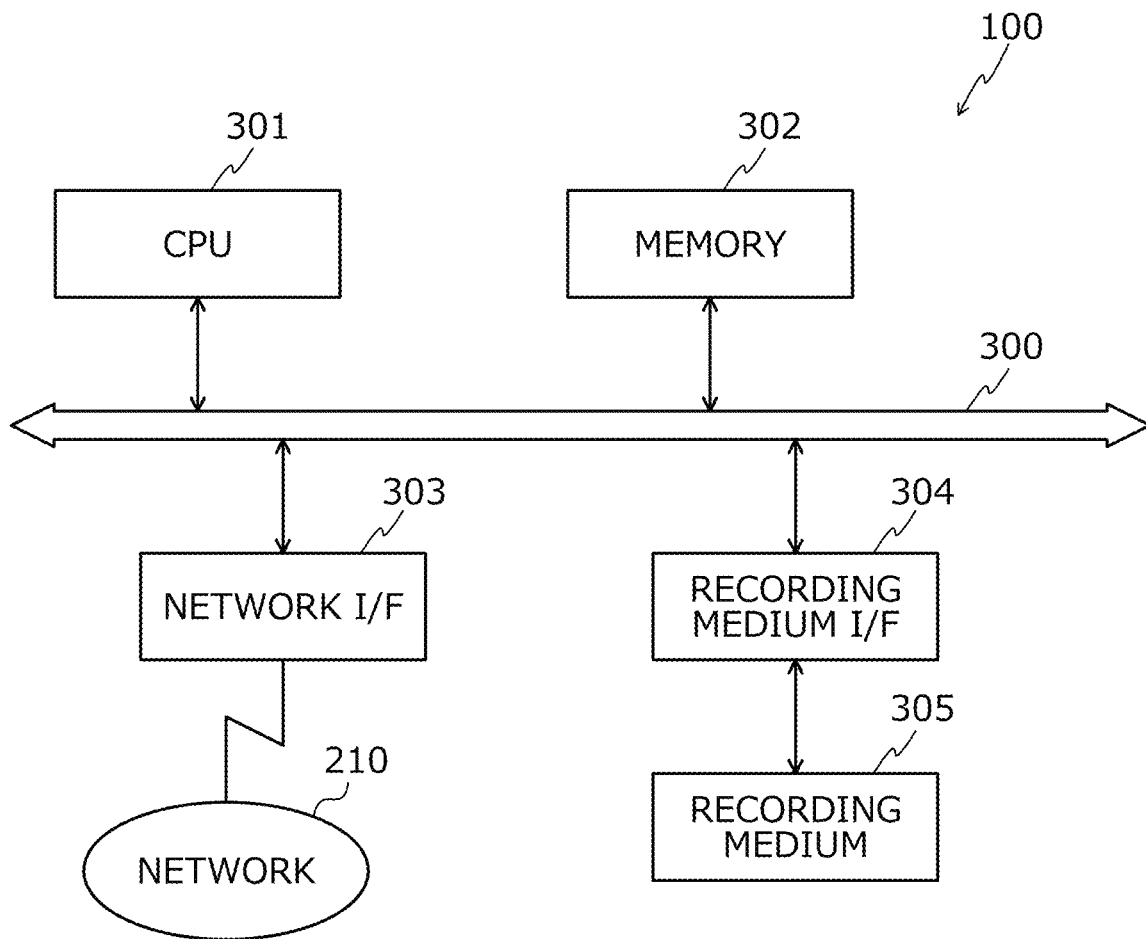 100
301
302
CPU
MEMORY
300
303
304
NETWORK I/F
RECORDING
MEDIUM I/F
210
305
NETWORK
RECORDING
MEDIUM